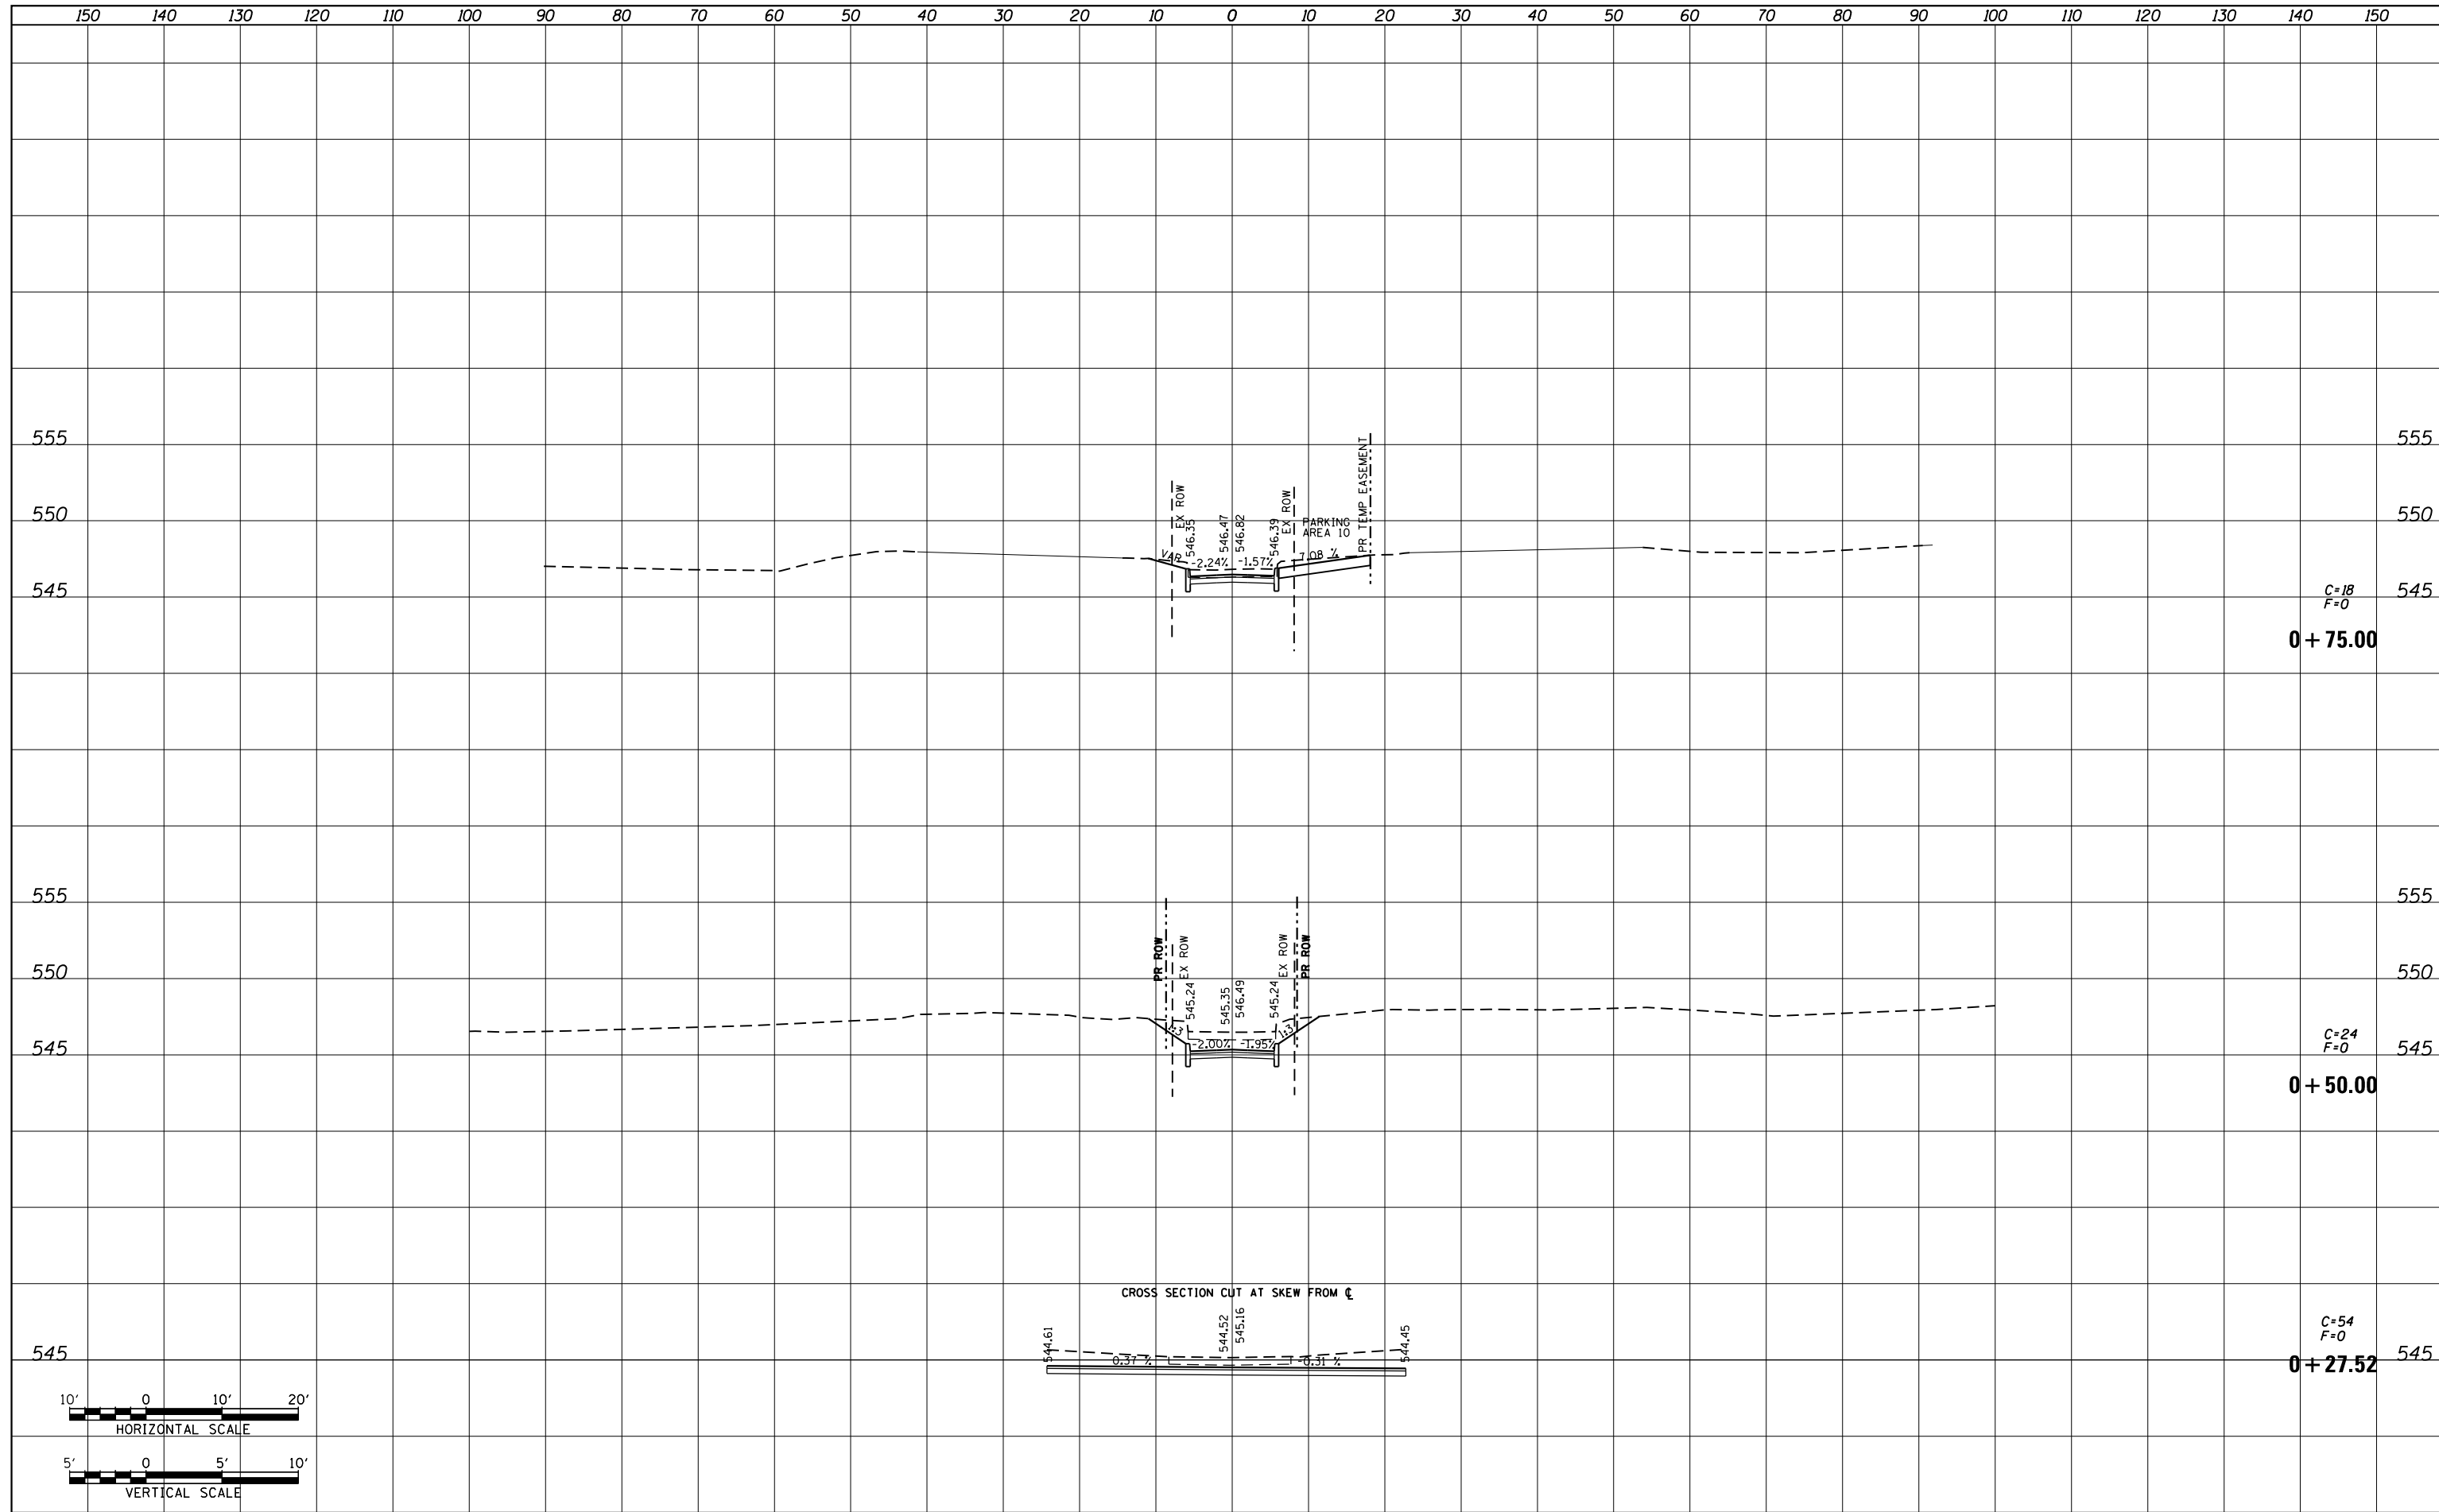 150 140 130 120 110 100 90 80 70 60 50 40 30 20 10 0 10 20 30 40 50 60 70 80 90 100 110 120 130 140 150
555 555
PR TEMP EASEMENT
550 550
EX ROW
546.35
546.47
546.82
546.39
EX ROW
PARKING
AREA 10
VAR
-2.24%
-1.57%
7.08 %
545 545
C=18
F=0
0+75.00
555 555
PR ROW
EX ROW
EX ROW
PR ROW
550 550
545.24
545.35
546.49
545.24
1:3
-2.00%
-1.95%
1:3
545 545
C=24
F=0
0+50.00
CROSS SECTION CUT AT SKEW FROM ℄
544.61
544.52
545.16
544.45
0.37 %
-0.31 %
545 545
C=54
F=0
0+27.52
10' 0 10' 20'
HORIZONTAL SCALE
5' 0 5' 10'
VERTICAL SCALE